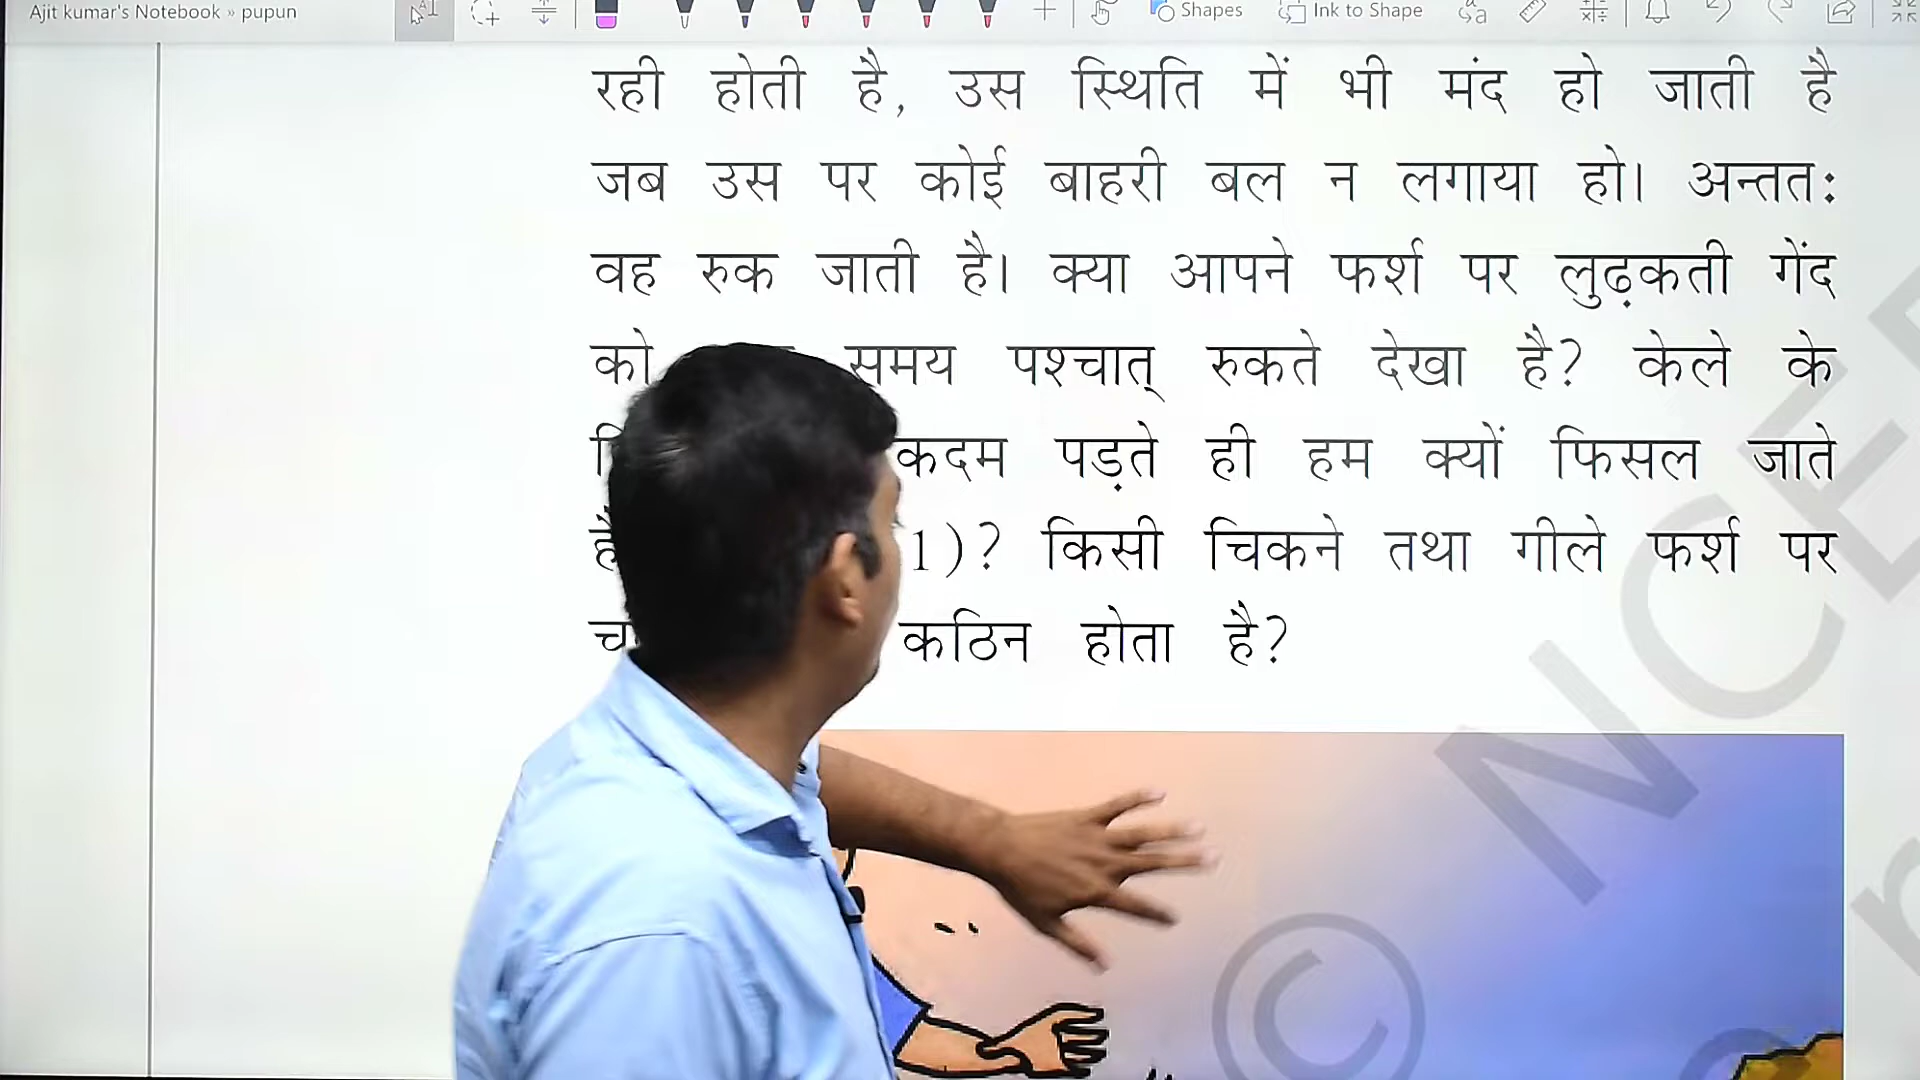 Ajit kumar's Notebook » pupun
Shapes Ink to Shape
रही होती है, उस स्थिति में भी मंद हो जाती है
जब उस पर कोई बाहरी बल न लगाया हो। अन्ततः
वह रुक जाती है। क्या आपने फर्श पर लुढ़कती गेंद
को समय पश्चात् रुकते देखा है? केले के
कदम पड़ते ही हम क्यों फिसल जाते
1)? किसी चिकने तथा गीले फर्श पर
कठिन होता है?
©